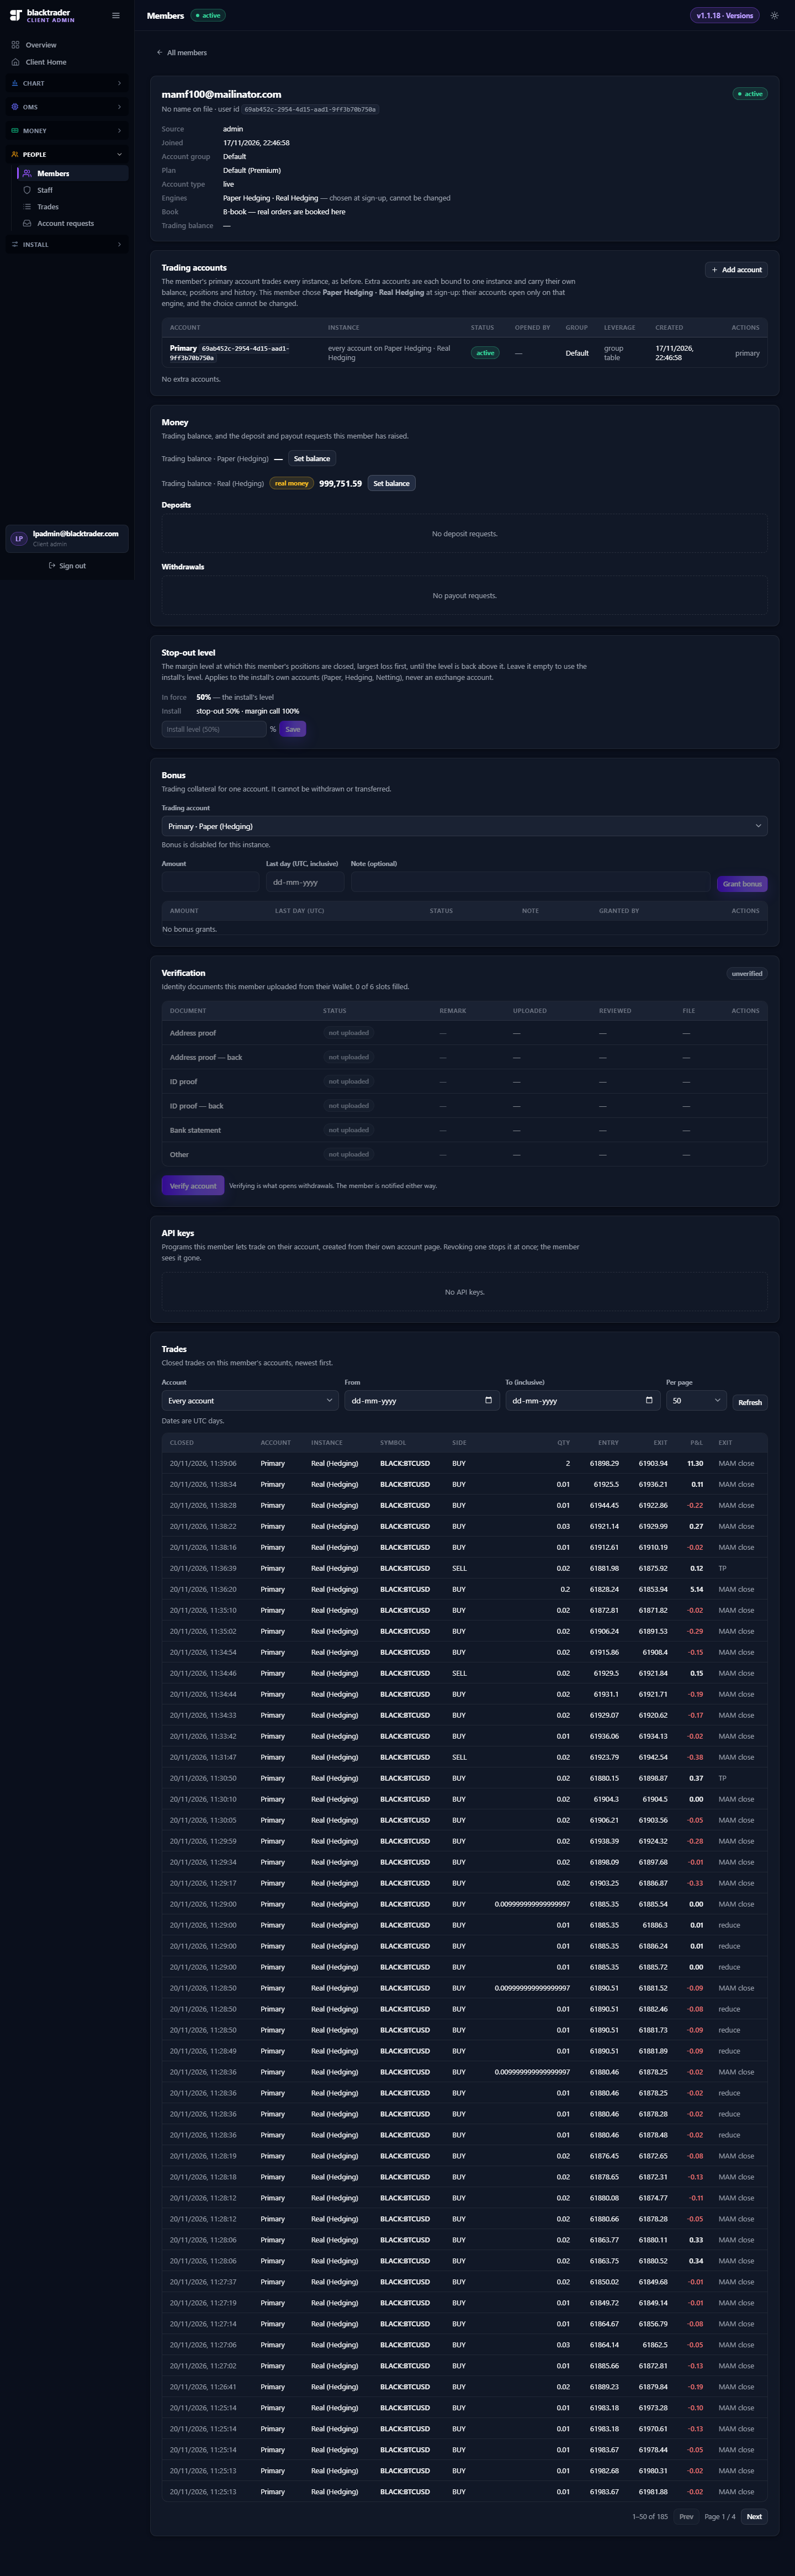 blacktrader
CLIENT ADMIN
Overview
Client Home
CHART
OMS
MONEY
PEOPLE
Members
Staff
Trades
Account requests
INSTALL
LP
lpadmin@blacktrader.com
Client admin
Sign out
Members active
v1.1.18 · Versions
All members
mamf100@mailinator.com active
No name on file · user id 69ab452c-2954-4d15-aad1-9ff3b70b750a
Source admin
Joined 17/11/2026, 22:46:58
Account group Default
Plan Default (Premium)
Account type live
Engines Paper Hedging · Real Hedging — chosen at sign-up, cannot be changed
Book B-book — real orders are booked here
Trading balance —
Trading accounts
+ Add account
The member's primary account trades every instance, as before. Extra accounts are each bound to one instance and carry their own
balance, positions and history. This member chose Paper Hedging · Real Hedging at sign-up: their accounts open only on that
engine, and the choice cannot be changed.
ACCOUNT INSTANCE STATUS OPENED BY GROUP LEVERAGE CREATED ACTIONS
Primary 69ab452c-2954-4d15-aad1-9ff3b70b750a every account on Paper Hedging · Real Hedging active — Default group table 17/11/2026, 22:46:58 primary
No extra accounts.
Money
Trading balance, and the deposit and payout requests this member has raised.
Trading balance · Paper (Hedging) — Set balance
Trading balance · Real (Hedging) real money 999,751.59 Set balance
Deposits
No deposit requests.
Withdrawals
No payout requests.
Stop-out level
The margin level at which this member's positions are closed, largest loss first, until the level is back above it. Leave it empty to use the
install's level. Applies to the install's own accounts (Paper, Hedging, Netting), never an exchange account.
In force 50% — the install's level
Install stop-out 50% · margin call 100%
Install level (50%) % Save
Bonus
Trading collateral for one account. It cannot be withdrawn or transferred.
Trading account
Primary · Paper (Hedging)
Bonus is disabled for this instance.
Amount Last day (UTC, inclusive) Note (optional)
dd-mm-yyyy Grant bonus
AMOUNT LAST DAY (UTC) STATUS NOTE GRANTED BY ACTIONS
No bonus grants.
Verification unverified
Identity documents this member uploaded from their Wallet. 0 of 6 slots filled.
DOCUMENT STATUS REMARK UPLOADED REVIEWED FILE ACTIONS
Address proof not uploaded — — — —
Address proof — back not uploaded — — — —
ID proof not uploaded — — — —
ID proof — back not uploaded — — — —
Bank statement not uploaded — — — —
Other not uploaded — — — —
Verify account Verifying is what opens withdrawals. The member is notified either way.
API keys
Programs this member lets trade on their account, created from their own account page. Revoking one stops it at once; the member
sees it gone.
No API keys.
Trades
Closed trades on this member's accounts, newest first.
Account From To (inclusive) Per page
Every account dd-mm-yyyy dd-mm-yyyy 50 Refresh
Dates are UTC days.
CLOSED ACCOUNT INSTANCE SYMBOL SIDE QTY ENTRY EXIT P&L EXIT
20/11/2026, 11:39:06 Primary Real (Hedging) BLACK:BTCUSD BUY 2 61898.29 61903.94 11.30 MAM close
20/11/2026, 11:38:34 Primary Real (Hedging) BLACK:BTCUSD BUY 0.01 61925.5 61936.21 0.11 MAM close
20/11/2026, 11:38:28 Primary Real (Hedging) BLACK:BTCUSD BUY 0.01 61944.45 61922.86 -0.22 MAM close
20/11/2026, 11:38:22 Primary Real (Hedging) BLACK:BTCUSD BUY 0.03 61921.14 61929.99 0.27 MAM close
20/11/2026, 11:38:16 Primary Real (Hedging) BLACK:BTCUSD BUY 0.01 61912.61 61910.19 -0.02 MAM close
20/11/2026, 11:36:39 Primary Real (Hedging) BLACK:BTCUSD SELL 0.02 61881.98 61875.92 0.12 TP
20/11/2026, 11:36:20 Primary Real (Hedging) BLACK:BTCUSD BUY 0.2 61828.24 61853.94 5.14 MAM close
20/11/2026, 11:35:10 Primary Real (Hedging) BLACK:BTCUSD BUY 0.02 61872.81 61871.82 -0.02 MAM close
20/11/2026, 11:35:02 Primary Real (Hedging) BLACK:BTCUSD BUY 0.02 61906.24 61891.53 -0.29 MAM close
20/11/2026, 11:34:54 Primary Real (Hedging) BLACK:BTCUSD BUY 0.02 61915.86 61908.4 -0.15 MAM close
20/11/2026, 11:34:46 Primary Real (Hedging) BLACK:BTCUSD SELL 0.02 61929.5 61921.84 0.15 MAM close
20/11/2026, 11:34:44 Primary Real (Hedging) BLACK:BTCUSD BUY 0.02 61931.1 61921.71 -0.19 MAM close
20/11/2026, 11:34:33 Primary Real (Hedging) BLACK:BTCUSD BUY 0.02 61929.07 61920.62 -0.17 MAM close
20/11/2026, 11:33:42 Primary Real (Hedging) BLACK:BTCUSD BUY 0.01 61936.06 61934.13 -0.02 MAM close
20/11/2026, 11:31:47 Primary Real (Hedging) BLACK:BTCUSD SELL 0.02 61923.79 61942.54 -0.38 MAM close
20/11/2026, 11:30:50 Primary Real (Hedging) BLACK:BTCUSD BUY 0.02 61880.15 61898.87 0.37 TP
20/11/2026, 11:30:10 Primary Real (Hedging) BLACK:BTCUSD BUY 0.02 61904.3 61904.5 0.00 MAM close
20/11/2026, 11:30:05 Primary Real (Hedging) BLACK:BTCUSD BUY 0.02 61906.21 61903.56 -0.05 MAM close
20/11/2026, 11:29:59 Primary Real (Hedging) BLACK:BTCUSD BUY 0.02 61938.39 61924.32 -0.28 MAM close
20/11/2026, 11:29:34 Primary Real (Hedging) BLACK:BTCUSD BUY 0.02 61898.09 61897.68 -0.01 MAM close
20/11/2026, 11:29:17 Primary Real (Hedging) BLACK:BTCUSD BUY 0.02 61903.25 61886.87 -0.33 MAM close
20/11/2026, 11:29:00 Primary Real (Hedging) BLACK:BTCUSD BUY 0.009999999999999997 61885.35 61885.54 0.00 MAM close
20/11/2026, 11:29:00 Primary Real (Hedging) BLACK:BTCUSD BUY 0.01 61885.35 61886.3 0.01 reduce
20/11/2026, 11:29:00 Primary Real (Hedging) BLACK:BTCUSD BUY 0.01 61885.35 61886.24 0.01 reduce
20/11/2026, 11:29:00 Primary Real (Hedging) BLACK:BTCUSD BUY 0.01 61885.35 61885.72 0.00 reduce
20/11/2026, 11:28:50 Primary Real (Hedging) BLACK:BTCUSD BUY 0.009999999999999997 61890.51 61881.52 -0.09 MAM close
20/11/2026, 11:28:50 Primary Real (Hedging) BLACK:BTCUSD BUY 0.01 61890.51 61882.46 -0.08 reduce
20/11/2026, 11:28:50 Primary Real (Hedging) BLACK:BTCUSD BUY 0.01 61890.51 61881.73 -0.09 reduce
20/11/2026, 11:28:49 Primary Real (Hedging) BLACK:BTCUSD BUY 0.01 61890.51 61881.89 -0.09 reduce
20/11/2026, 11:28:36 Primary Real (Hedging) BLACK:BTCUSD BUY 0.009999999999999997 61880.46 61878.25 -0.02 MAM close
20/11/2026, 11:28:36 Primary Real (Hedging) BLACK:BTCUSD BUY 0.01 61880.46 61878.25 -0.02 reduce
20/11/2026, 11:28:36 Primary Real (Hedging) BLACK:BTCUSD BUY 0.01 61880.46 61878.28 -0.02 reduce
20/11/2026, 11:28:36 Primary Real (Hedging) BLACK:BTCUSD BUY 0.01 61880.46 61878.48 -0.02 reduce
20/11/2026, 11:28:19 Primary Real (Hedging) BLACK:BTCUSD BUY 0.02 61876.45 61872.65 -0.08 MAM close
20/11/2026, 11:28:18 Primary Real (Hedging) BLACK:BTCUSD BUY 0.02 61878.65 61872.31 -0.13 MAM close
20/11/2026, 11:28:12 Primary Real (Hedging) BLACK:BTCUSD BUY 0.02 61880.08 61874.77 -0.11 MAM close
20/11/2026, 11:28:12 Primary Real (Hedging) BLACK:BTCUSD BUY 0.02 61880.66 61878.28 -0.05 MAM close
20/11/2026, 11:28:06 Primary Real (Hedging) BLACK:BTCUSD BUY 0.02 61863.77 61880.11 0.33 MAM close
20/11/2026, 11:28:06 Primary Real (Hedging) BLACK:BTCUSD BUY 0.02 61863.75 61880.52 0.34 MAM close
20/11/2026, 11:27:37 Primary Real (Hedging) BLACK:BTCUSD BUY 0.02 61850.02 61849.68 -0.01 MAM close
20/11/2026, 11:27:19 Primary Real (Hedging) BLACK:BTCUSD BUY 0.01 61849.72 61849.14 -0.01 MAM close
20/11/2026, 11:27:14 Primary Real (Hedging) BLACK:BTCUSD BUY 0.01 61864.67 61856.79 -0.08 MAM close
20/11/2026, 11:27:06 Primary Real (Hedging) BLACK:BTCUSD BUY 0.03 61864.14 61862.5 -0.05 MAM close
20/11/2026, 11:27:02 Primary Real (Hedging) BLACK:BTCUSD BUY 0.01 61885.66 61872.81 -0.13 MAM close
20/11/2026, 11:26:41 Primary Real (Hedging) BLACK:BTCUSD BUY 0.02 61889.23 61879.84 -0.19 MAM close
20/11/2026, 11:25:14 Primary Real (Hedging) BLACK:BTCUSD BUY 0.01 61983.18 61973.28 -0.10 MAM close
20/11/2026, 11:25:14 Primary Real (Hedging) BLACK:BTCUSD BUY 0.01 61983.18 61970.61 -0.13 MAM close
20/11/2026, 11:25:14 Primary Real (Hedging) BLACK:BTCUSD BUY 0.01 61983.67 61978.44 -0.05 MAM close
20/11/2026, 11:25:13 Primary Real (Hedging) BLACK:BTCUSD BUY 0.01 61982.68 61980.31 -0.02 MAM close
20/11/2026, 11:25:13 Primary Real (Hedging) BLACK:BTCUSD BUY 0.01 61983.67 61981.88 -0.02 MAM close
1–50 of 185 Prev Page 1 / 4 Next